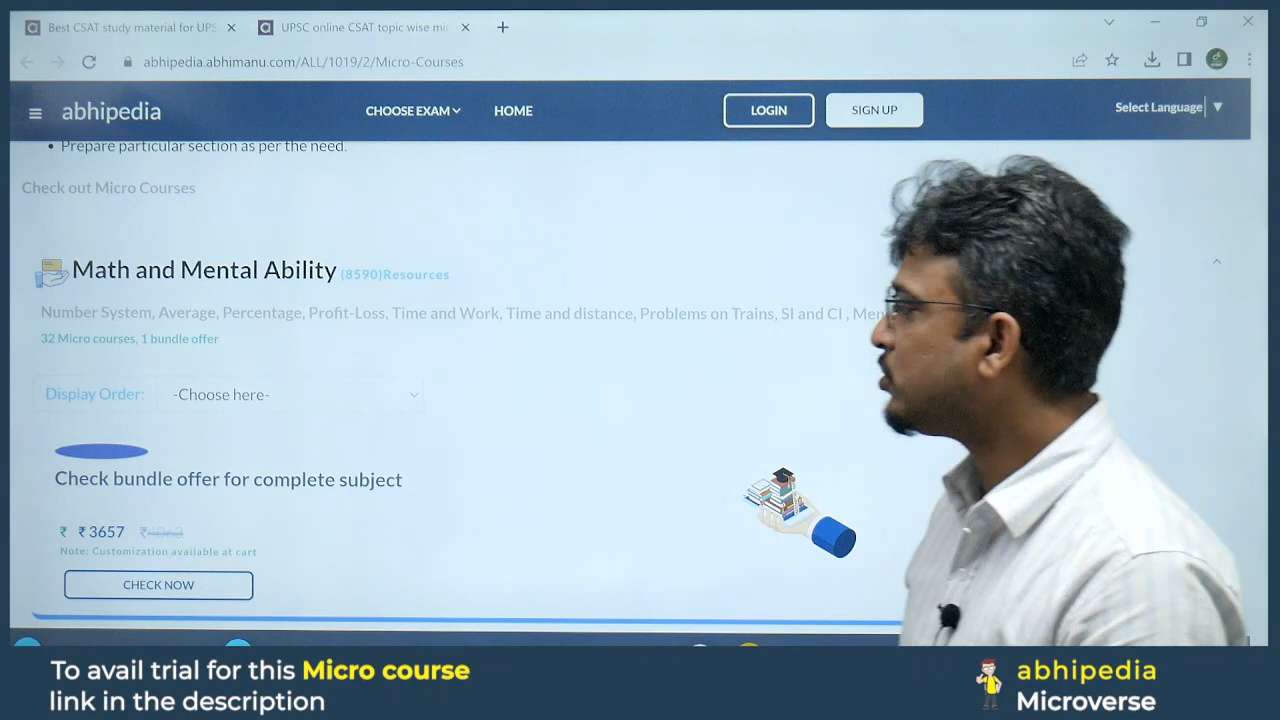 Best CSAT study material for UPS
UPSC online CSAT topic wise mi
abhipedia.abhimanu.com/ALL/1019/2/Micro-Courses
abhipedia
CHOOSE EXAM
HOME
LOGIN
SIGN UP
Select Language
Prepare particular section as per the need.
Check out Micro Courses
Math and Mental Ability (8590)Resources
Number System, Average, Percentage, Profit-Loss, Time and Work, Time and distance, Problems on Trains, SI and CI , Men
32 Micro courses, 1 bundle offer
Display Order: -Choose here-
Check bundle offer for complete subject
₹ ₹3657
Note: Customization available at cart
CHECK NOW
To avail trial for this Micro course
link in the description
abhipedia
Microverse